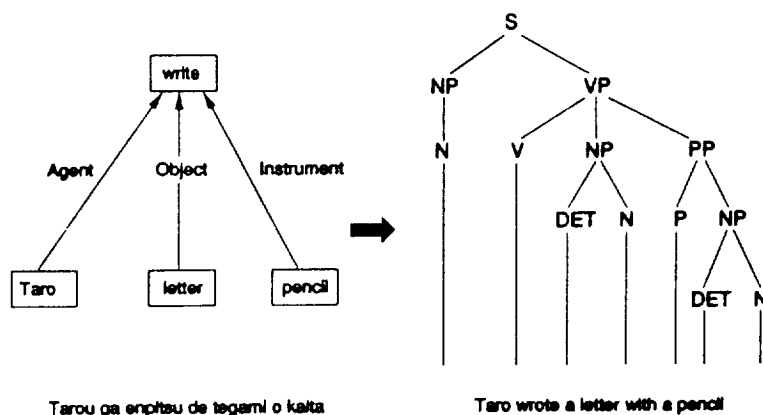 S
write
NP VP
N V NP PP
Agent Object Instrument
DET N P NP
Taro letter pencil
DET N
Tarou ga enpitsu de tegami o kaita
Taro wrote a letter with a pencil